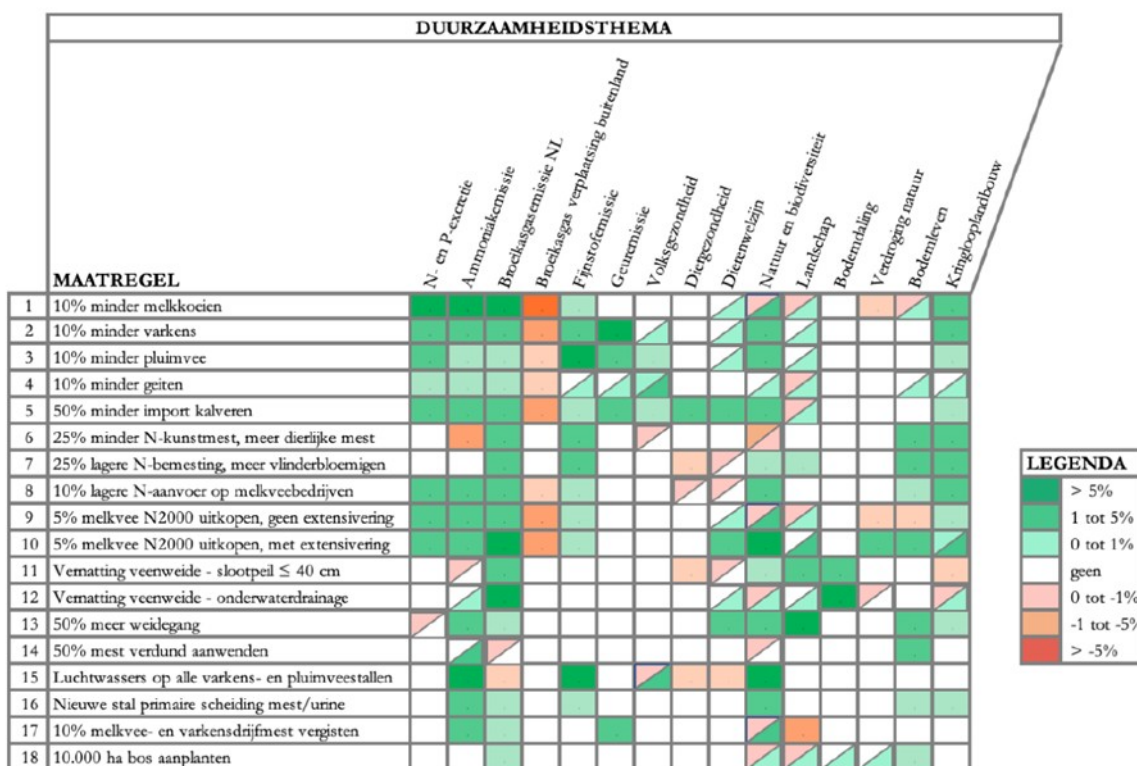 DUURZAAMHEIDSTHEMA
N- en P-excretie
Ammoniakemissie
Broeikasgasemissie NL
Broeikasgas verplaatsing buitenland
Fijnstofemissie
Geuremissie
Volksgezondheid
Diergezondheid
Dierenwelzijn
Natuur en biodiversiteit
Landschap
Bodemdaling
Verdroging natuur
Bodemleven
Kringlooplandbouw
MAATREGEL
1 10% minder melkkoeien
2 10% minder varkens
3 10% minder pluimvee
4 10% minder geiten
5 50% minder import kalveren
6 25% minder N-kunstmest, meer dierlijke mest
7 25% lagere N-bemesting, meer vlinderbloemigen
8 10% lagere N-aanvoer op melkveebedrijven
9 5% melkvee N2000 uitkopen, geen extensivering
10 5% melkvee N2000 uitkopen, met extensivering
11 Vernatting veenweide - slootpeil ≤ 40 cm
12 Vernatting veenweide - onderwaterdrainage
13 50% meer weidegang
14 50% mest verdund aanwenden
15 Luchtwassers op alle varkens- en pluimveestallen
16 Nieuwe stal primaire scheiding mest/urine
17 10% melkvee- en varkensdrijfmest vergisten
18 10.000 ha bos aanplanten
LEGENDA
> 5%
1 tot 5%
0 tot 1%
geen
0 tot -1%
-1 tot -5%
> -5%